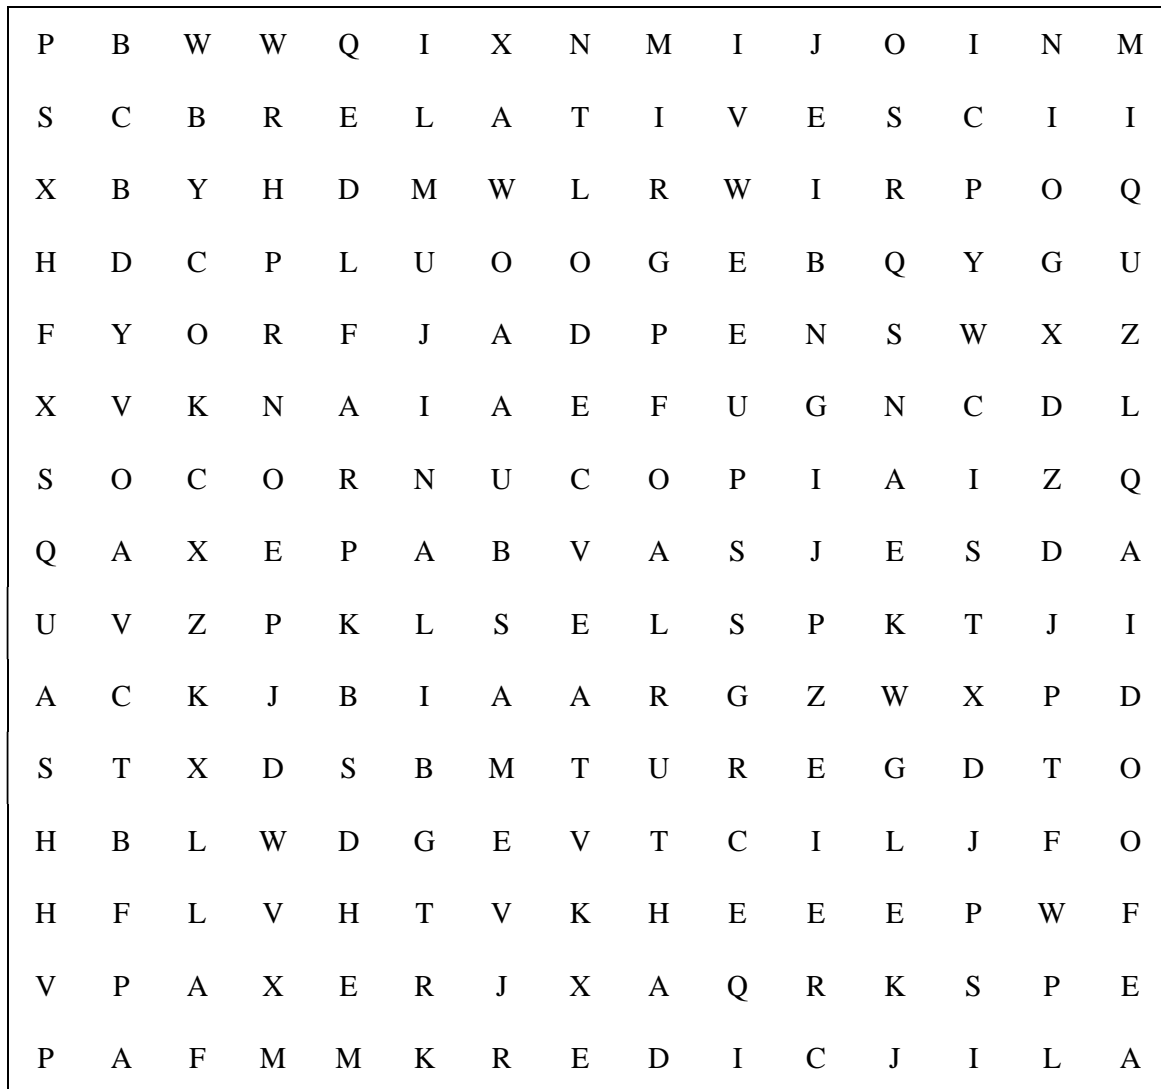 P B W W Q I X N M I J O I N M
S C B R E L A T I V E S C I I
X B Y H D M W L R W I R P O Q
H D C P L U O O G E B Q Y G U
F Y O R F J A D P E N S W X Z
X V K N A I A E F U G N C D L
S O C O R N U C O P I A I Z Q
Q A X E P A B V A S J E S D A
U V Z P K L S E L S P K T J I
A C K J B I A A R G Z W X P D
S T X D S B M T U R E G D T O
H B L W D G E V T C I L J F O
H F L V H T V K H E E E P W F
V P A X E R J X A Q R K S P E
P A F M M K R E D I C J I L A